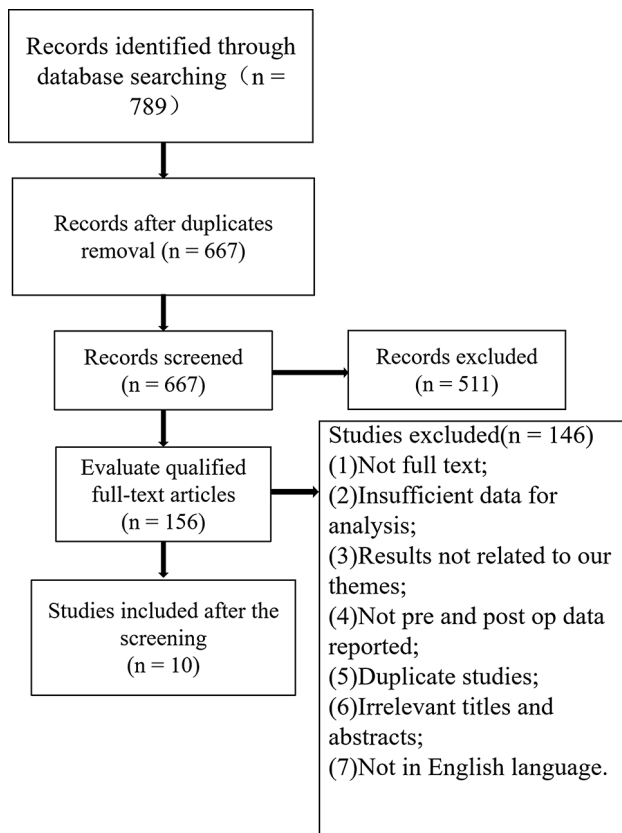 Records identified through
database searching（n =
789）
Records after duplicates
removal (n = 667)
Records screened
(n = 667)
Records excluded
(n = 511)
Evaluate qualified
full-text articles
(n = 156)
Studies excluded(n = 146)
(1)Not full text;
(2)Insufficient data for
analysis;
(3)Results not related to our
themes;
(4)Not pre and post op data
reported;
(5)Duplicate studies;
(6)Irrelevant titles and
abstracts;
(7)Not in English language.
Studies included after the
screening
(n = 10)